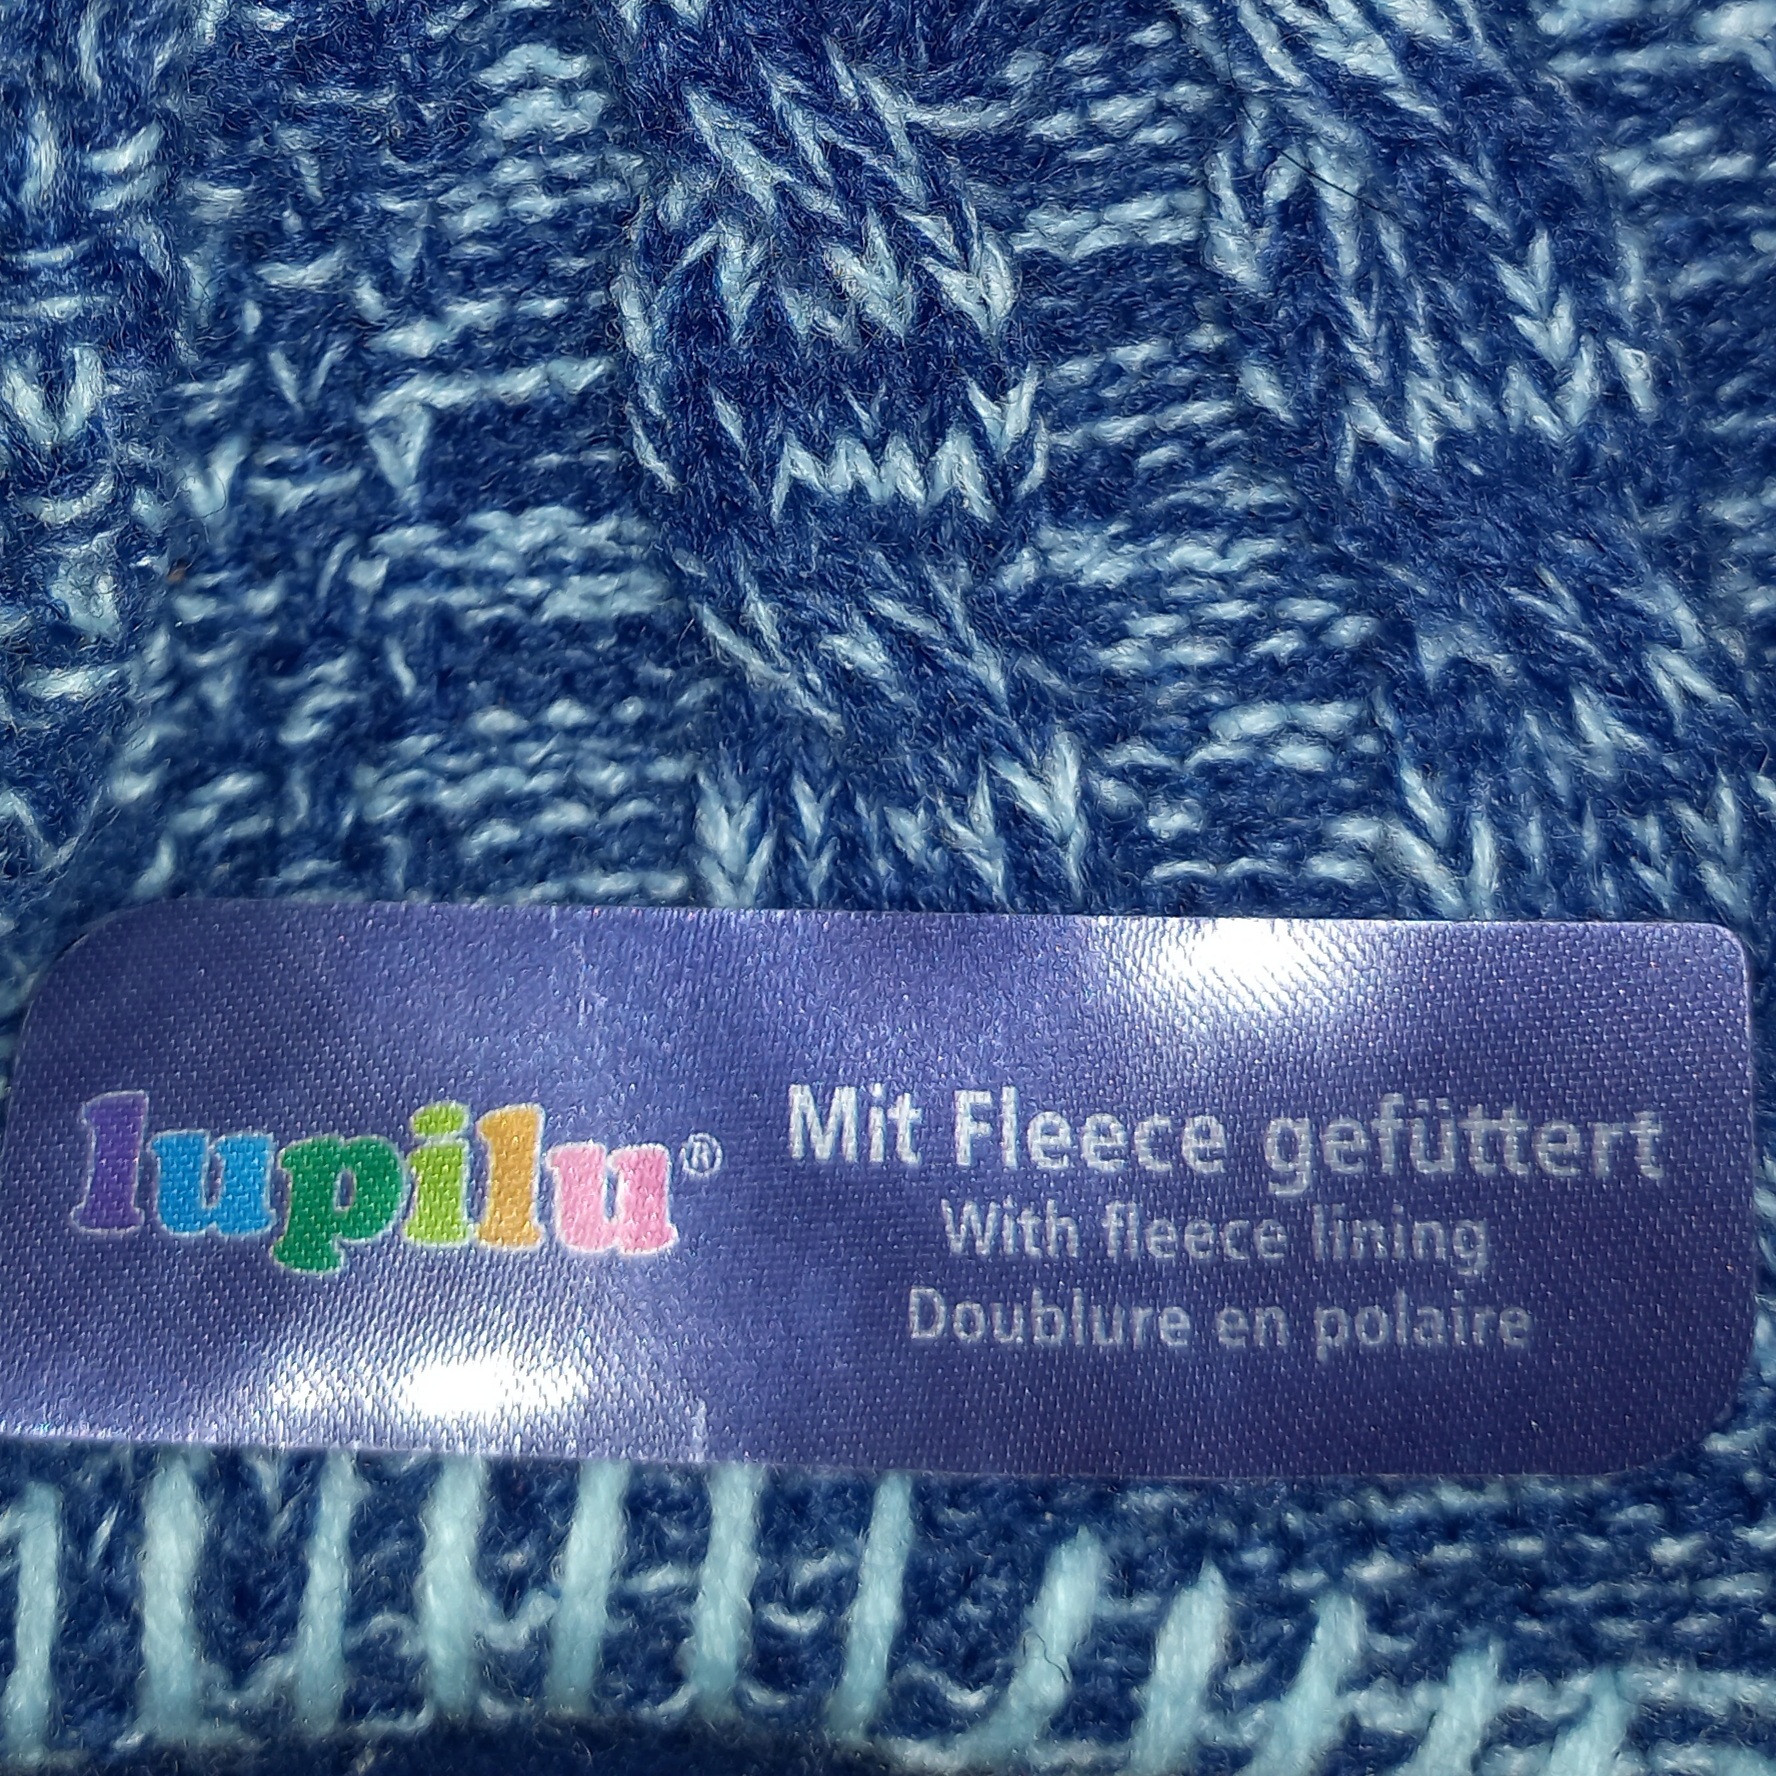 lupilu®
Mit Fleece gefüttert
With fleece lining
Doublure en polaire